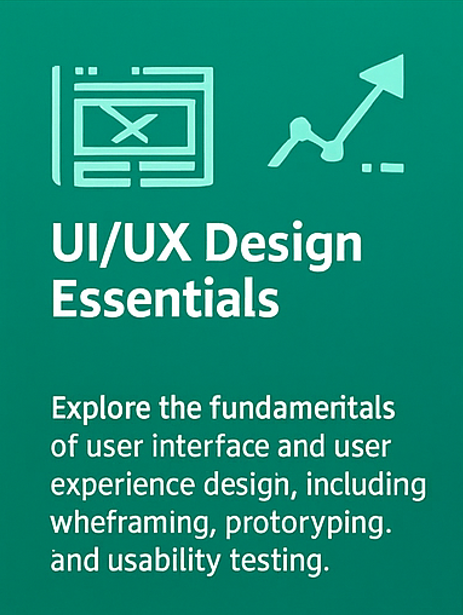 UI/UX Design
Essentials
Explore the fundameritals
of user interface and user
experience design, including
wheframing, protoryping.
and usability testing.